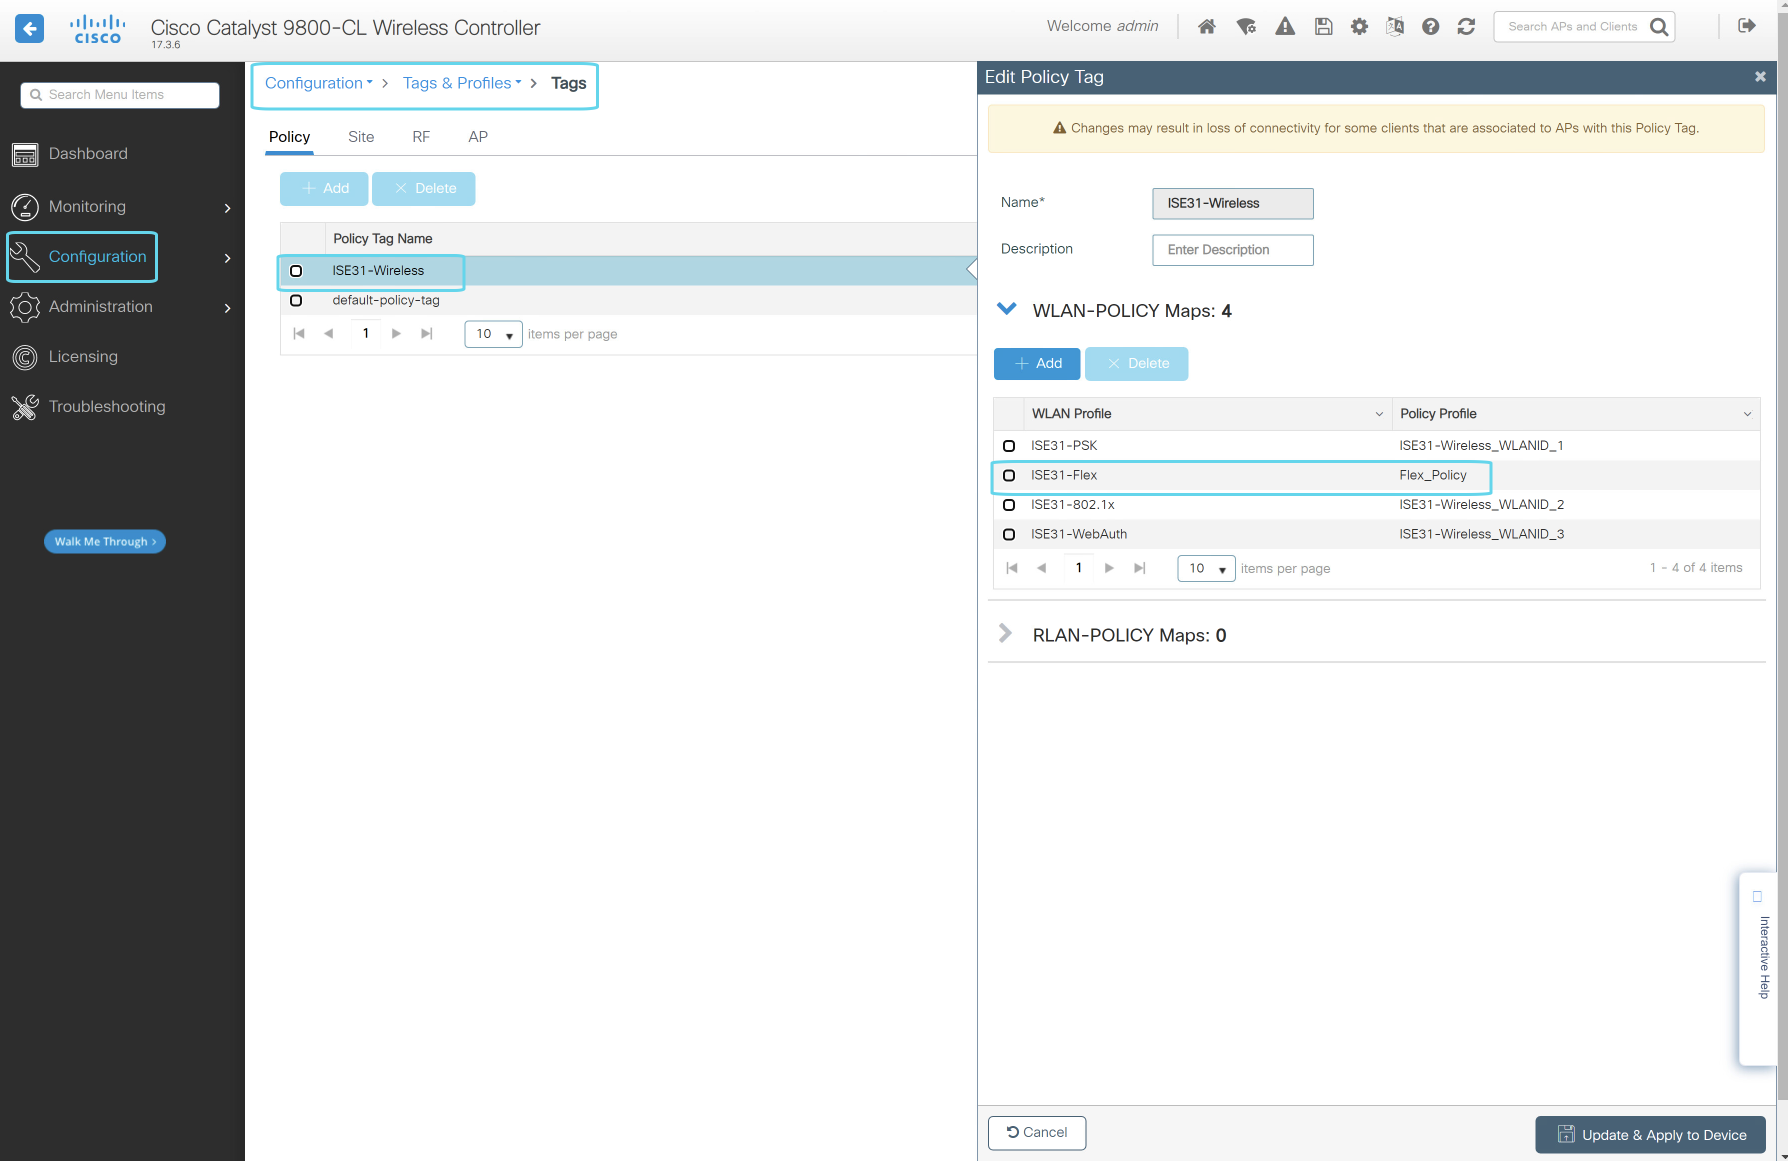 cisco
Cisco Catalyst 9800-CL Wireless Controller
17.3.6
Welcome admin
Search APs and Clients
Search Menu Items
Dashboard
Monitoring
Configuration
Administration
Licensing
Troubleshooting
Walk Me Through >
Configuration > Tags & Profiles > Tags
Policy Site RF AP
+ Add × Delete
Policy Tag Name
ISE31-Wireless
default-policy-tag
1 10 items per page
Edit Policy Tag
Changes may result in loss of connectivity for some clients that are associated to APs with this Policy Tag.
Name* ISE31-Wireless
Description Enter Description
WLAN-POLICY Maps: 4
+ Add × Delete
WLAN Profile Policy Profile
ISE31-PSK ISE31-Wireless_WLANID_1
ISE31-Flex Flex_Policy
ISE31-802.1x ISE31-Wireless_WLANID_2
ISE31-WebAuth ISE31-Wireless_WLANID_3
1 10 items per page 1 - 4 of 4 items
RLAN-POLICY Maps: 0
Interactive Help
Cancel
Update & Apply to Device